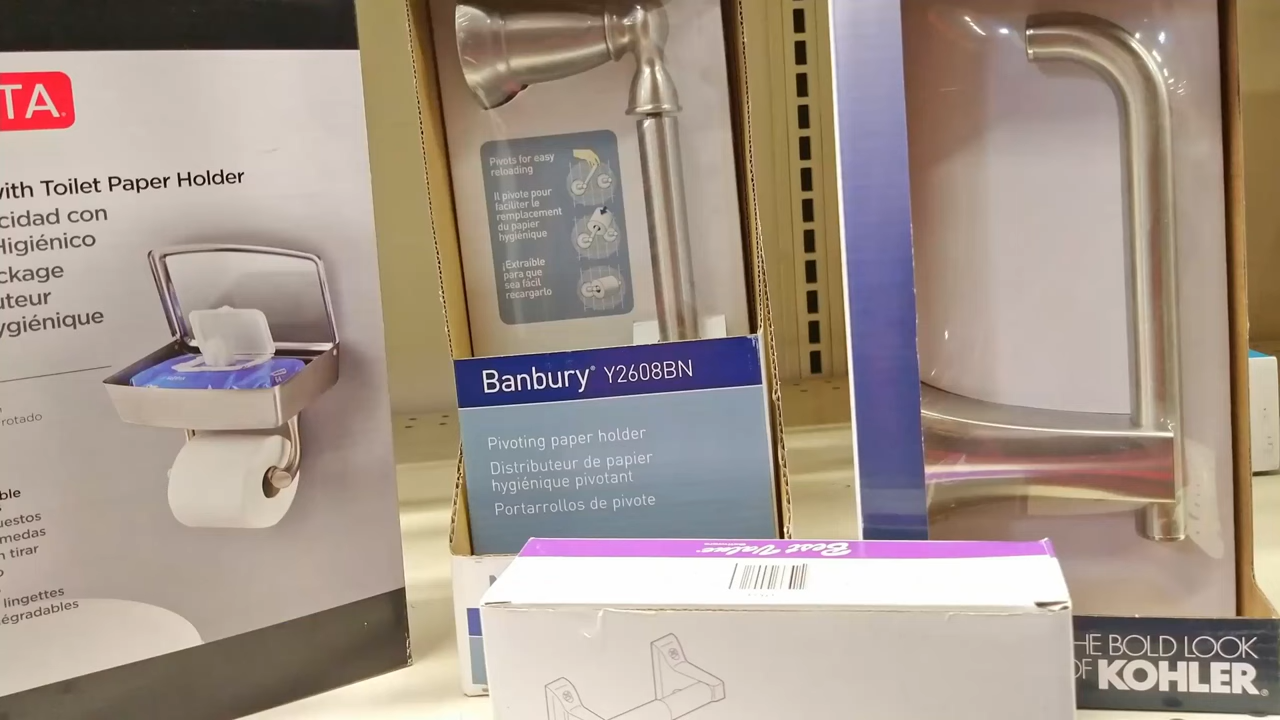 TA
with Toilet Paper Holder
cidad con
Higiénico
ckage
uteur
ygiénique
rotado
ble
uestos
medas
tirar
lingettes
égradables
Pivots for easy
reloading
Il pivote pour
faciliter le
remplacement
du papier
hygiénique
¡Extraíble
para que
sea fácil
recargarlo
Banbury® Y2608BN
Pivoting paper holder
Distributeur de papier
hygiénique pivotant
Portarrollos de pivote
Best Value
HE BOLD LOOK
OF KOHLER®